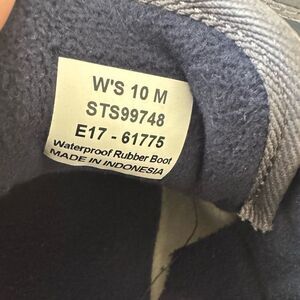 W'S 10 M
STS99748
E17 - 61775
Waterproof Rubber Boot
MADE IN INDONESIA